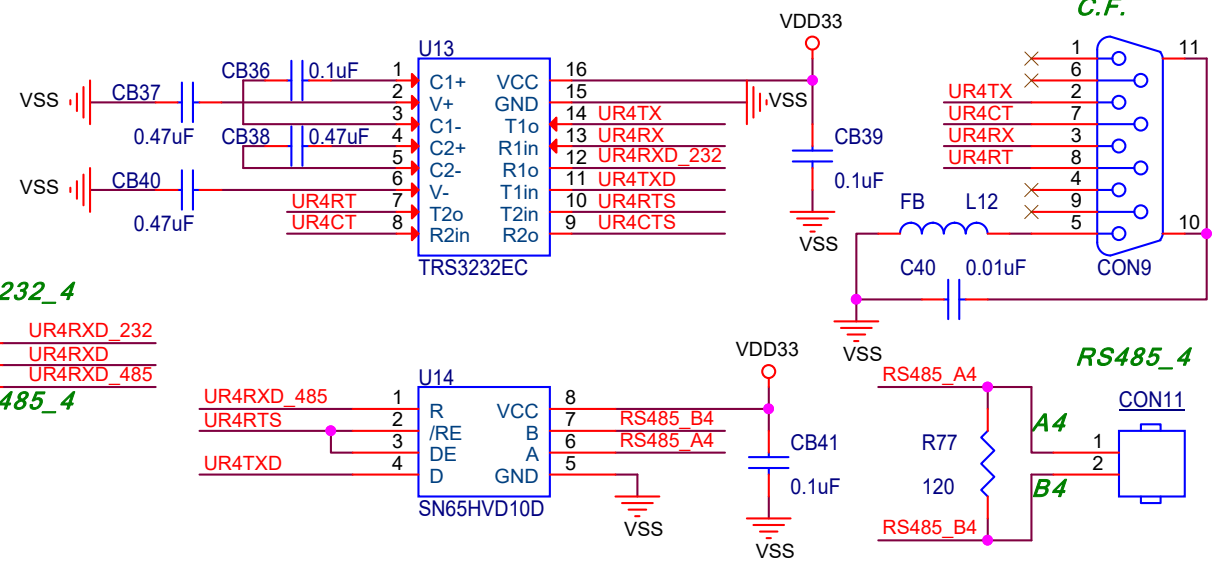 C.F.
VDD33
U13
CB36 0.1uF
1 C1+ VCC 16
VSS CB37 2 V+ GND 15 VSS
0.47uF 3 C1- T1o 14 UR4TX
CB38 0.47uF 4 C2+ R1in 13 UR4RX
5 C2- R1o 12 UR4RXD_232
VSS CB40 6 V- T1in 11 UR4TXD
0.47uF
UR4RT 7 T2o T2in 10 UR4RTS
UR4CT 8 R2in R2o 9 UR4CTS
TRS3232EC
CB39
0.1uF
VSS
1 11
6
UR4TX 2
UR4CT 7
UR4RX 3
UR4RT 8
4
9
FB L12 5 10
C40 0.01uF CON9
VSS
232_4
UR4RXD_232
UR4RXD
UR4RXD_485
485_4
VDD33
U14
UR4RXD_485 1 R VCC 8
UR4RTS 2 /RE B 7 RS485_B4
3 DE A 6 RS485_A4
UR4TXD 4 D GND 5
SN65HVD10D
VSS
CB41
0.1uF
VSS
RS485_4
RS485_A4
CON11
A4
R77 1
120 2
B4
RS485_B4